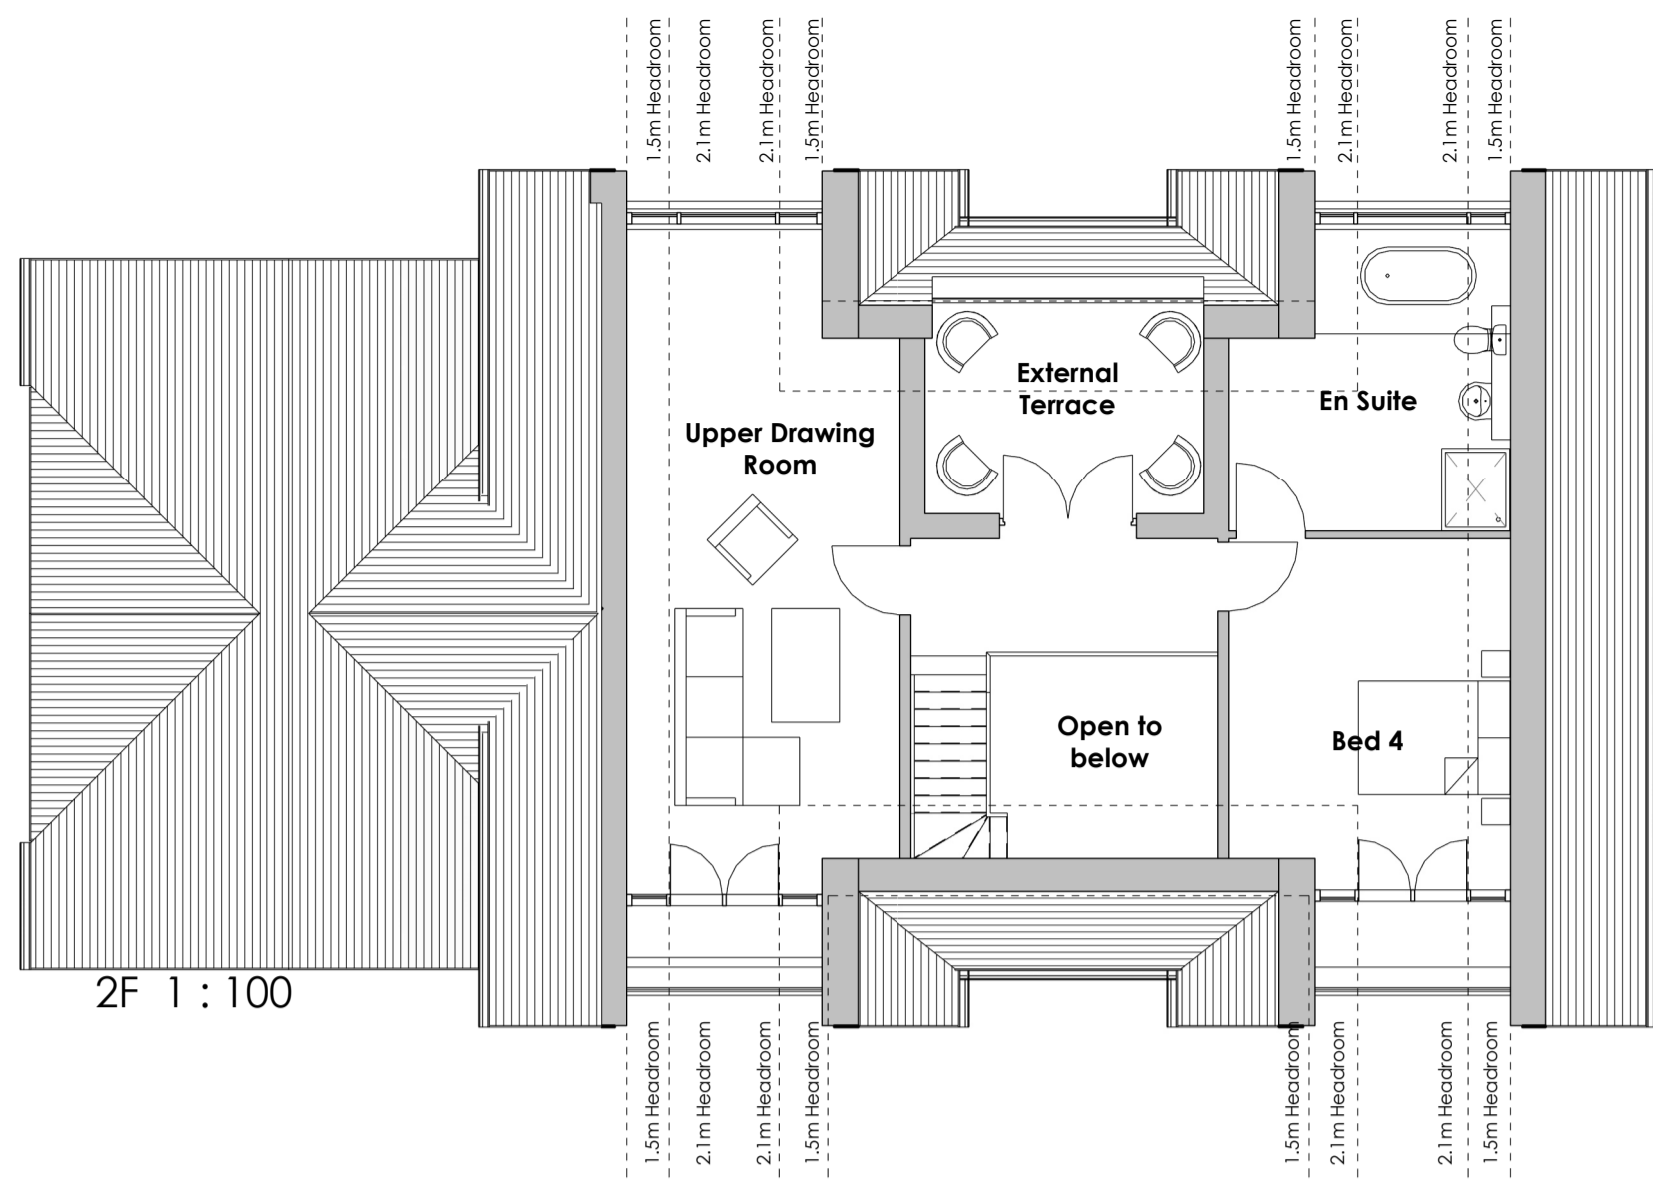 1.5m Headroom
2.1m Headroom
2.1m Headroom
1.5m Headroom
1.5m Headroom
2.1m Headroom
2.1m Headroom
1.5m Headroom
External
Terrace
En Suite
Upper Drawing
Room
Open to
below
Bed 4
2F 1 : 100
1.5m Headroom
2.1m Headroom
2.1m Headroom
1.5m Headroom
1.5m Headroom
2.1m Headroom
2.1m Headroom
1.5m Headroom